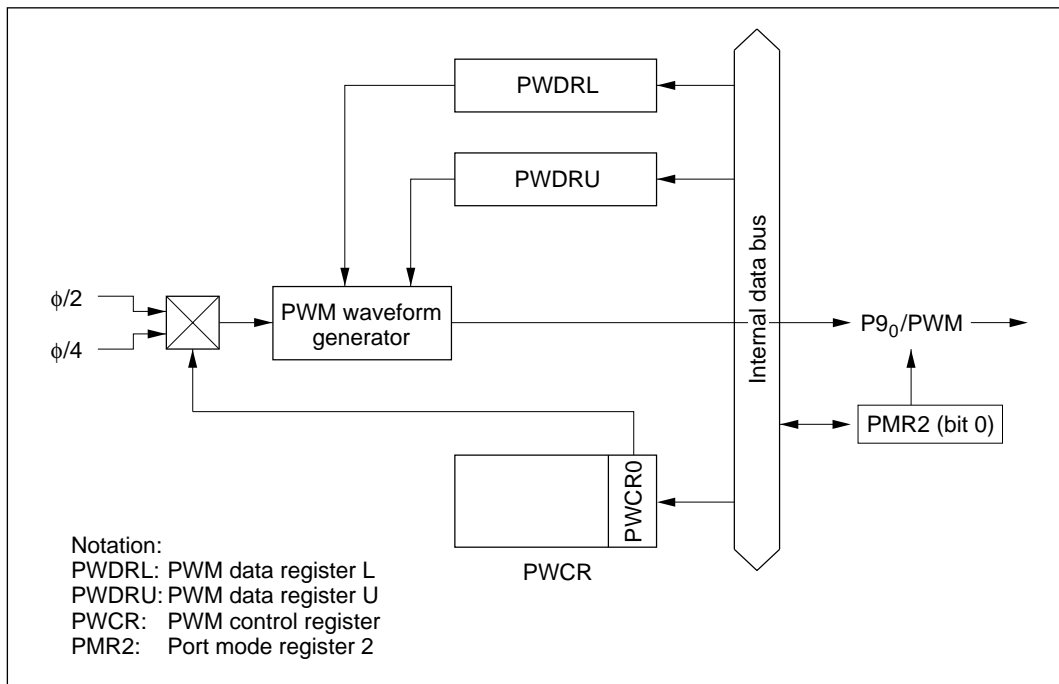 PWDRL
PWDRU
Internal data bus
ϕ/2
ϕ/4
PWM waveform
generator
P9₀/PWM
PMR2 (bit 0)
PWCR0
PWCR
Notation:
PWDRL: PWM data register L
PWDRU: PWM data register U
PWCR: PWM control register
PMR2: Port mode register 2